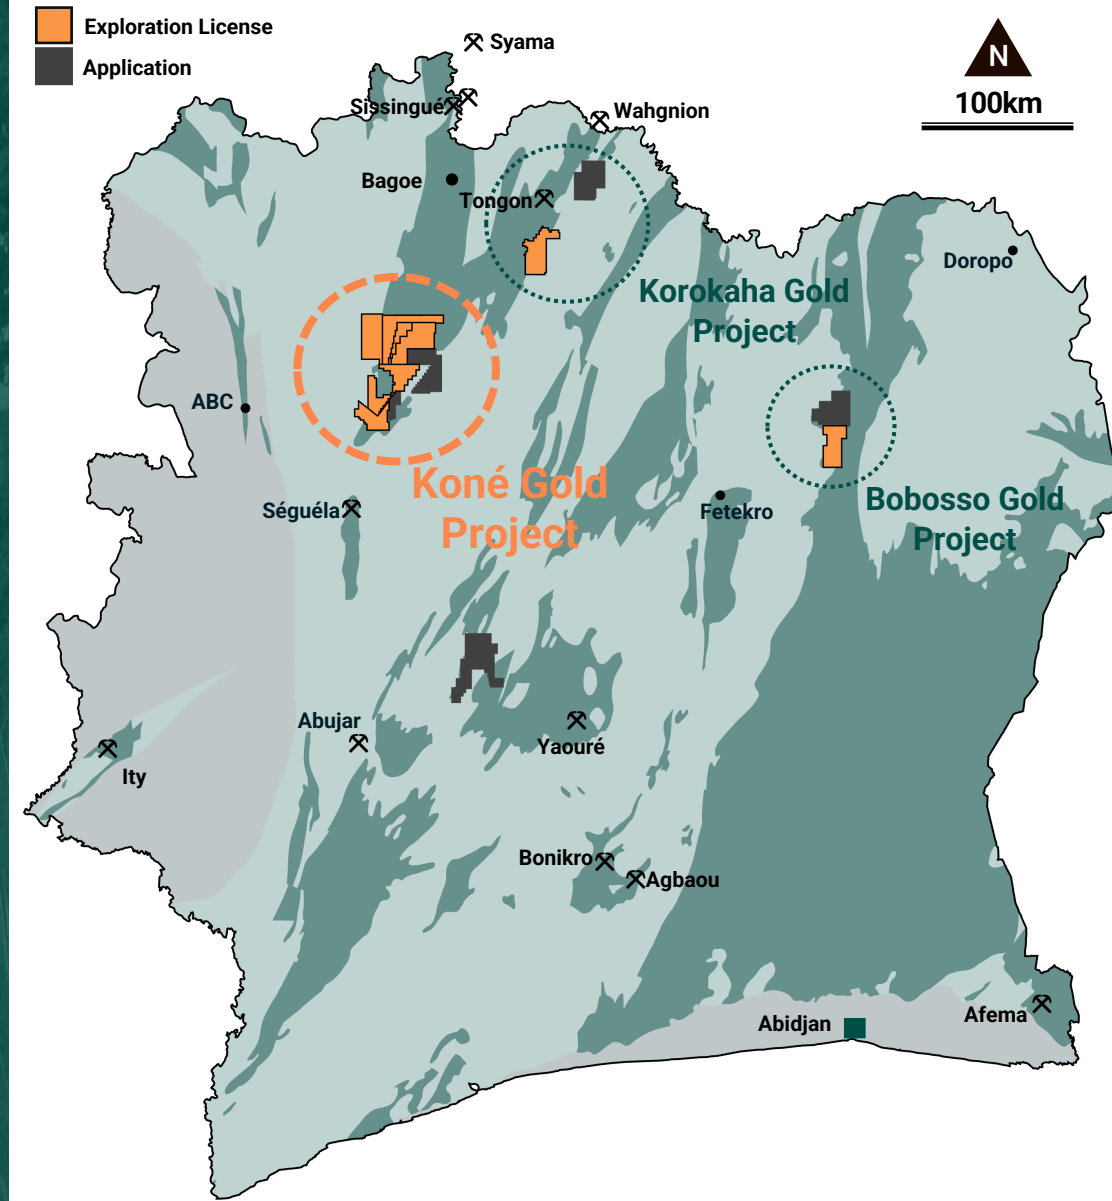 Exploration License
Application
Syama
N
100km
Sissingué
Wahgnion
Bagoe
Tongon
Doropo
Korokaha Gold
Project
ABC
Koné Gold
Project
Séguéla
Fetekro
Bobosso Gold
Project
Abujar
Yaouré
Ity
Bonikro
Agbaou
Abidjan
Afema